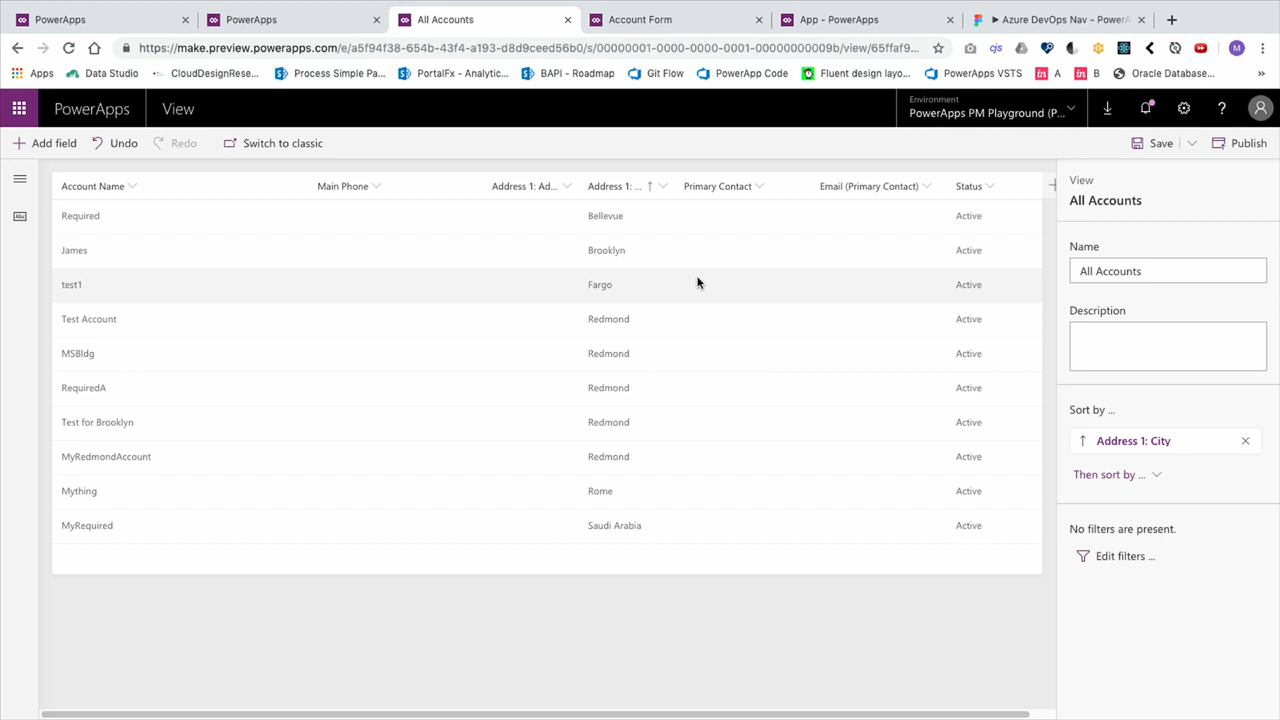 PowerApps
PowerApps
All Accounts
Account Form
App - PowerApps
▶ Azure DevOps Nav - PowerA
https://make.preview.powerapps.com/e/a5f94f38-654b-43f4-a193-d8d9ceed56b0/s/00000001-0000-0000-0001-00000000009b/view/65ffaf9...
cjs
M
Apps
Data Studio
CloudDesignRese...
Process Simple Pa...
PortalFx - Analytic...
BAPI - Roadmap
Git Flow
PowerApp Code
Fluent design layo...
PowerApps VSTS
in A
in B
Oracle Database...
»
PowerApps
View
Environment
PowerApps PM Playground (P...
?
Add field
Undo
Redo
Switch to classic
Save
Publish
Account Name
Main Phone
Address 1: Ad...
Address 1: ...
Primary Contact
Email (Primary Contact)
Status
Abc
Required Bellevue Active
James Brooklyn Active
test1 Fargo Active
Test Account Redmond Active
MSBldg Redmond Active
RequiredA Redmond Active
Test for Brooklyn Redmond Active
MyRedmondAccount Redmond Active
Mything Rome Active
MyRequired Saudi Arabia Active
View
All Accounts
Name
All Accounts
Description
Sort by ...
Address 1: City
Then sort by ...
No filters are present.
Edit filters ...